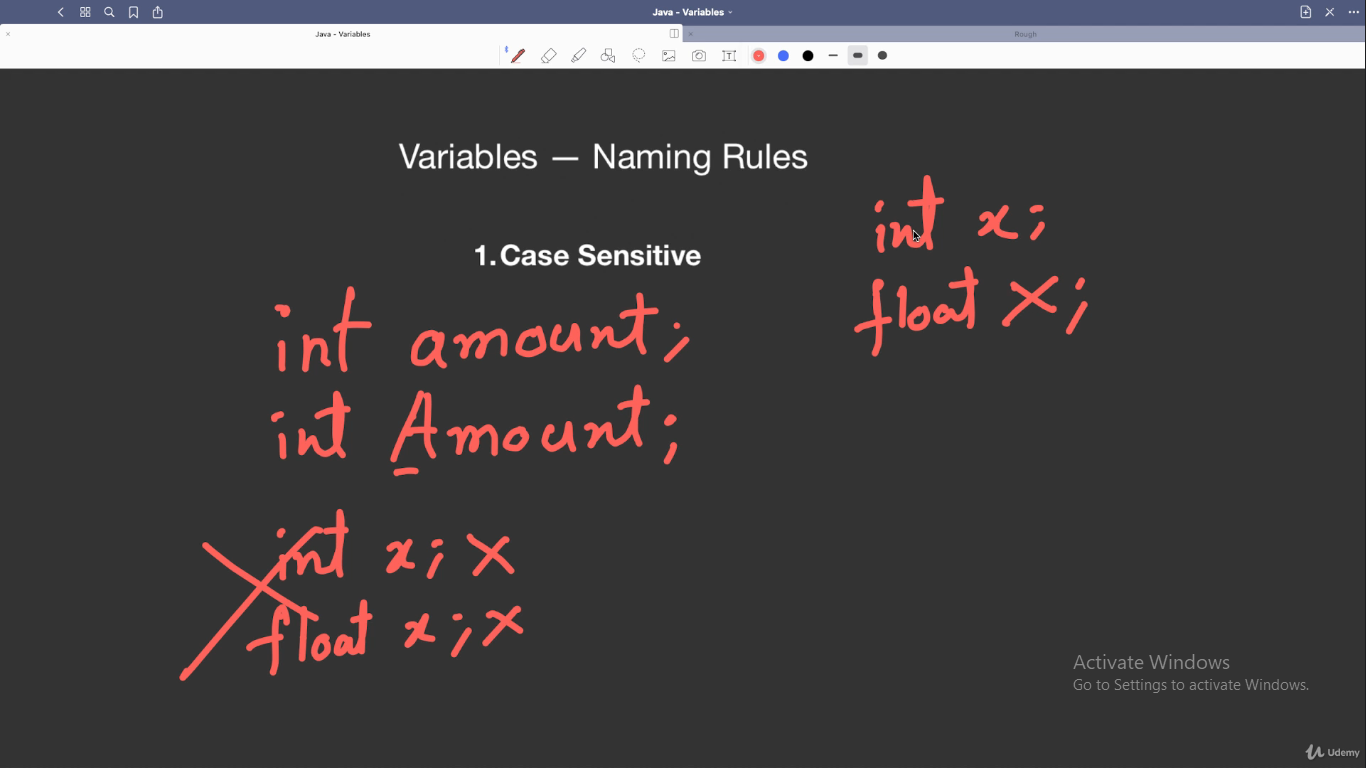 Java - Variables
Java - Variables
Rough
Variables — Naming Rules
1. Case Sensitive
int amount;
int Amount;
int x; X
float x; X
int x;
float X;
Activate Windows
Go to Settings to activate Windows.
Udemy